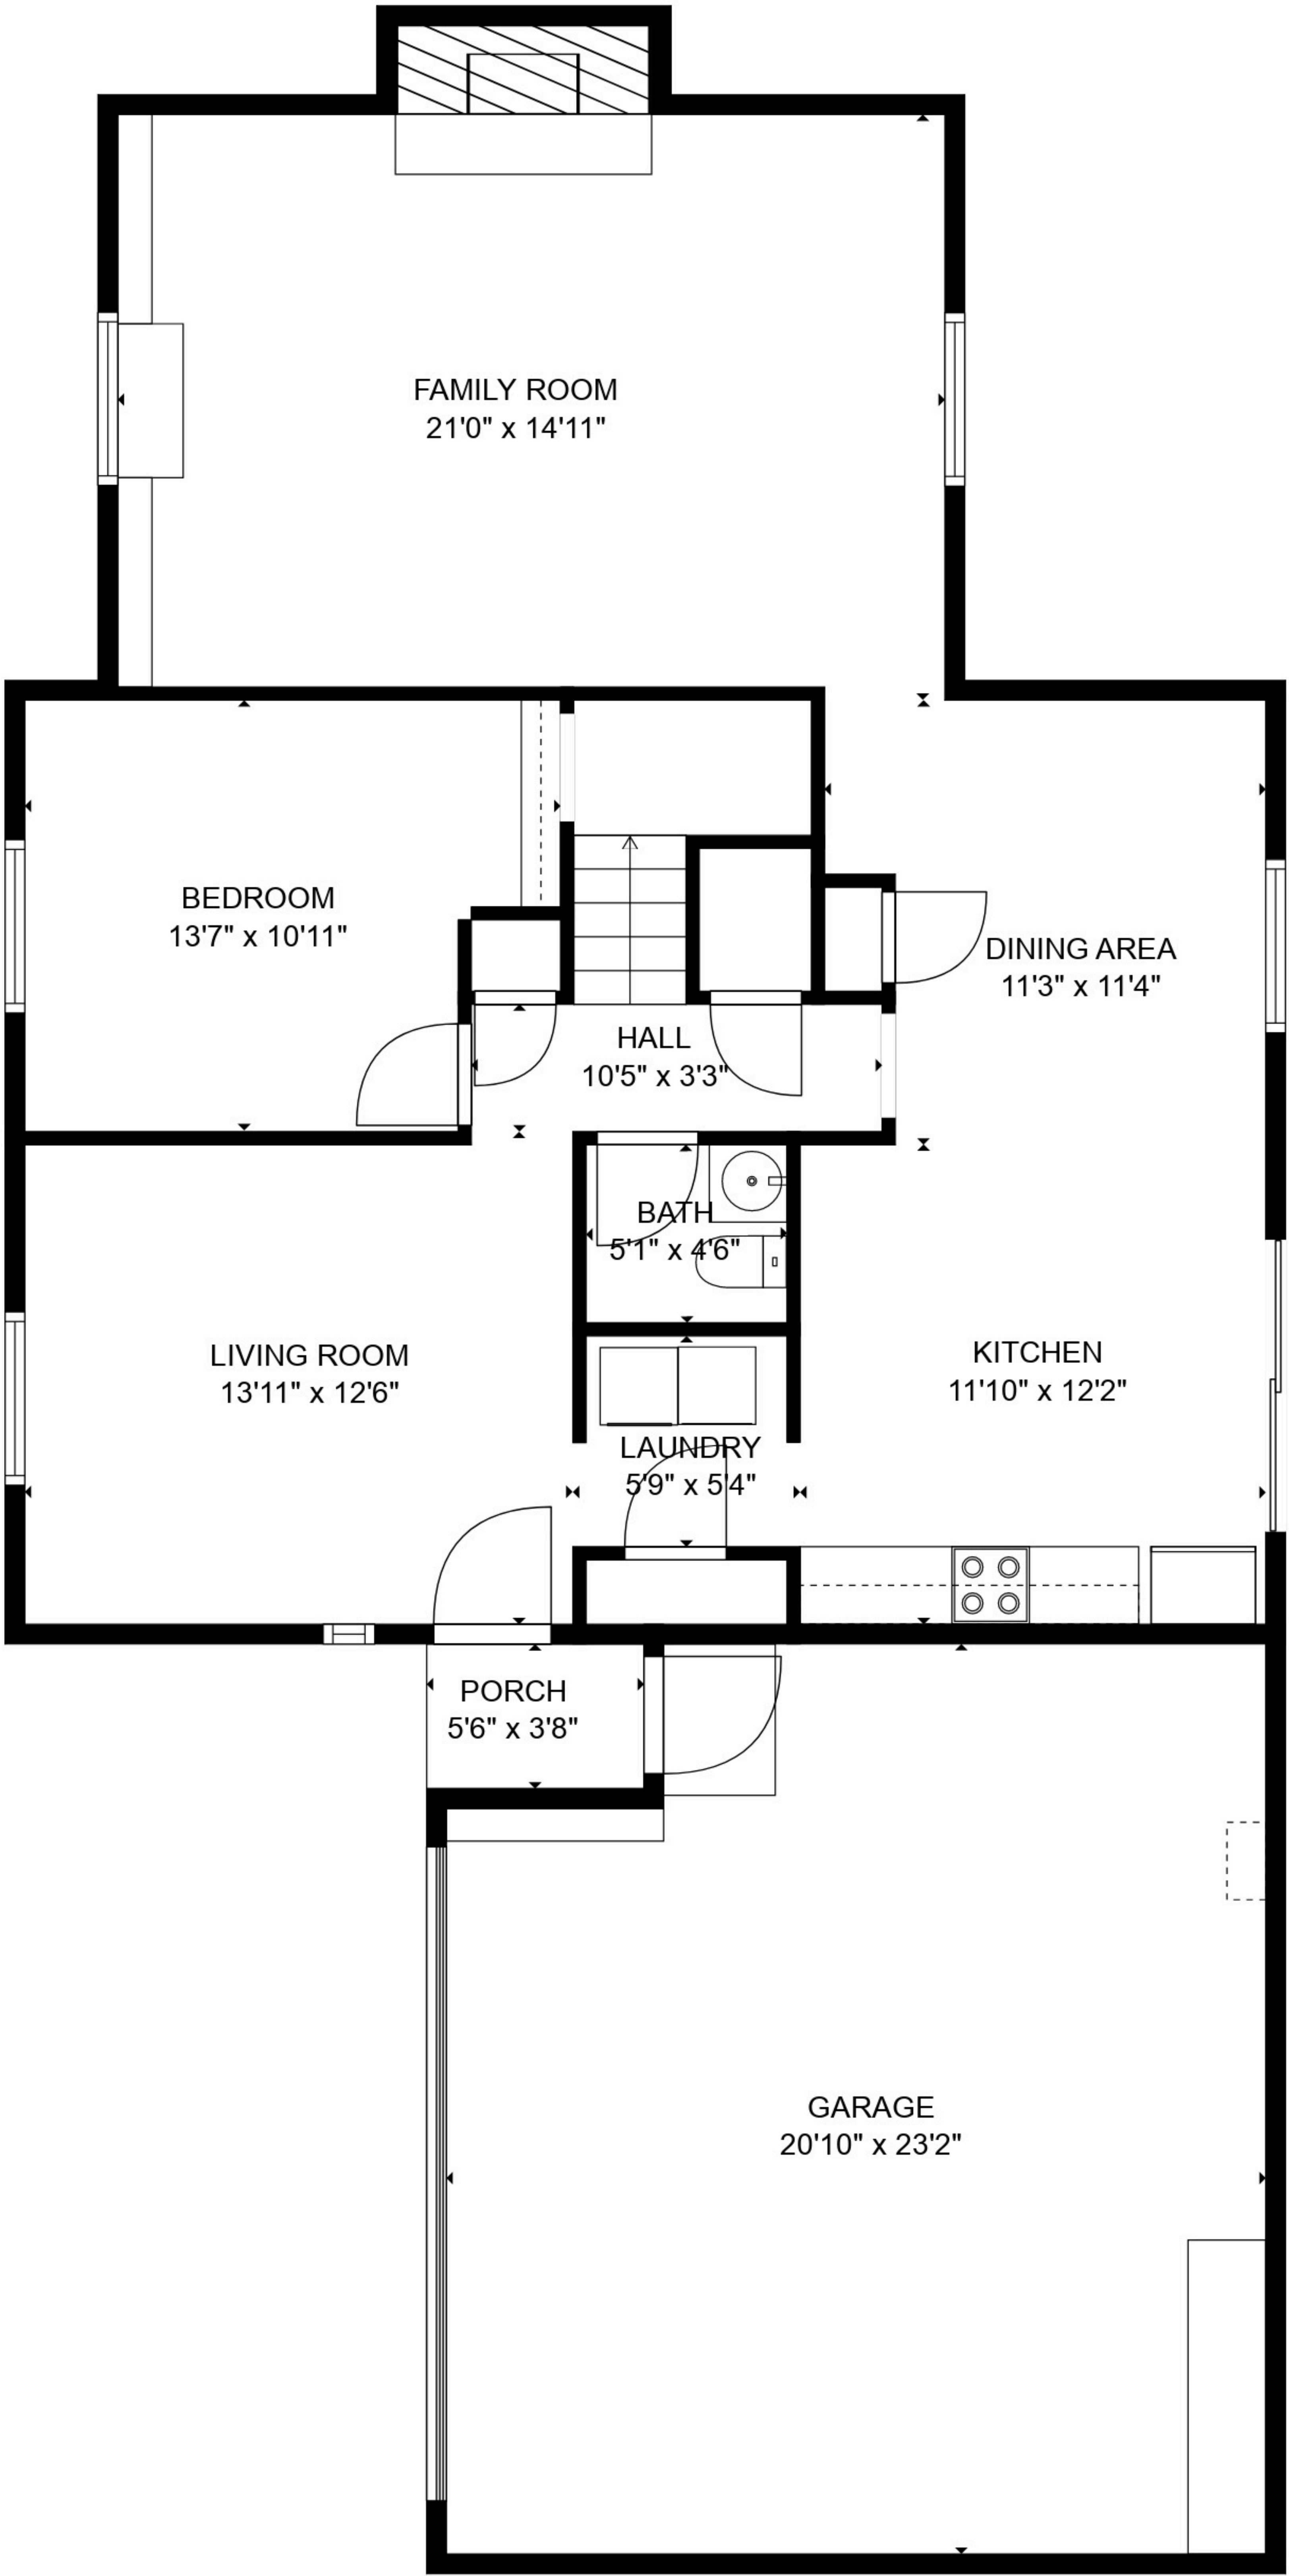 FAMILY ROOM
21'0" x 14'11"
BEDROOM
13'7" x 10'11"
DINING AREA
11'3" x 11'4"
HALL
10'5" x 3'3"
BATH
5'1" x 4'6"
LIVING ROOM
13'11" x 12'6"
KITCHEN
11'10" x 12'2"
LAUNDRY
5'9" x 5'4"
PORCH
5'6" x 3'8"
GARAGE
20'10" x 23'2"